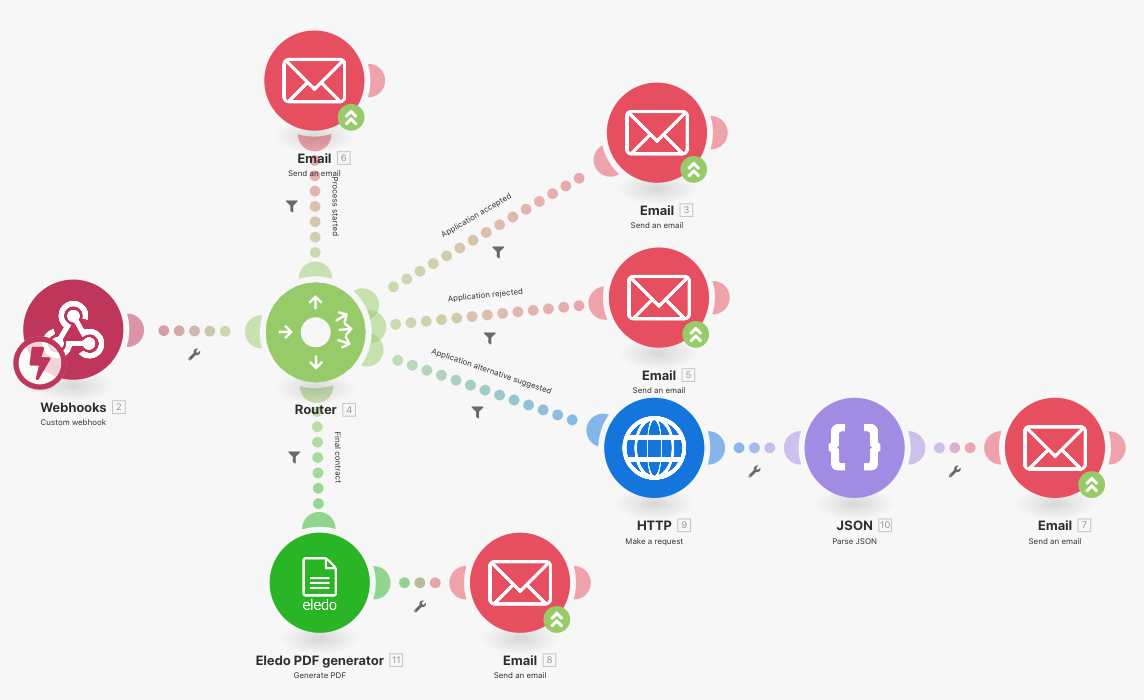 Email 6
Send an email
Process started
Application accepted
Email 3
Send an email
Application rejected
Email 5
Send an email
Webhooks 2
Custom webhook
Router 4
Application alternative suggested
Final contract
HTTP 9
Make a request
JSON 10
Parse JSON
Email 7
Send an email
eledo
Eledo PDF generator 11
Generate PDF
Email 8
Send an email